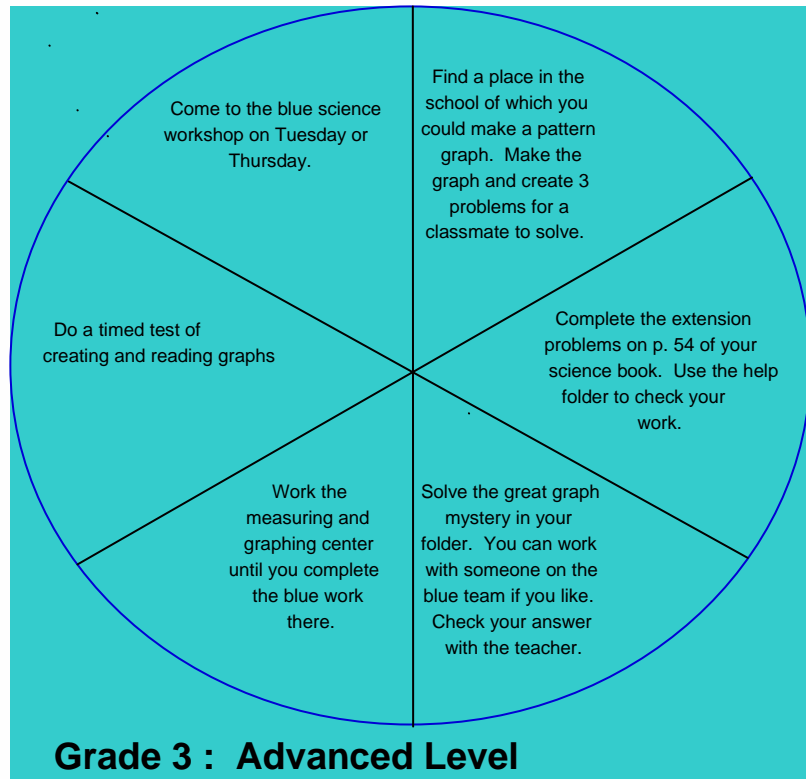 Come to the blue science
workshop on Tuesday or
Thursday.
Find a place in the
school of which you
could make a pattern
graph.  Make the
graph and create 3
problems for a
classmate to solve.
Do a timed test of
creating and reading graphs
Complete the extension
problems on p. 54 of your
science book.  Use the help
folder to check your
work.
Work the
measuring and
graphing center
until you complete
the blue work
there.
Solve the great graph
mystery in your
folder.  You can work
with someone on the
blue team if you like.
Check your answer
with the teacher.
Grade 3 :  Advanced Level